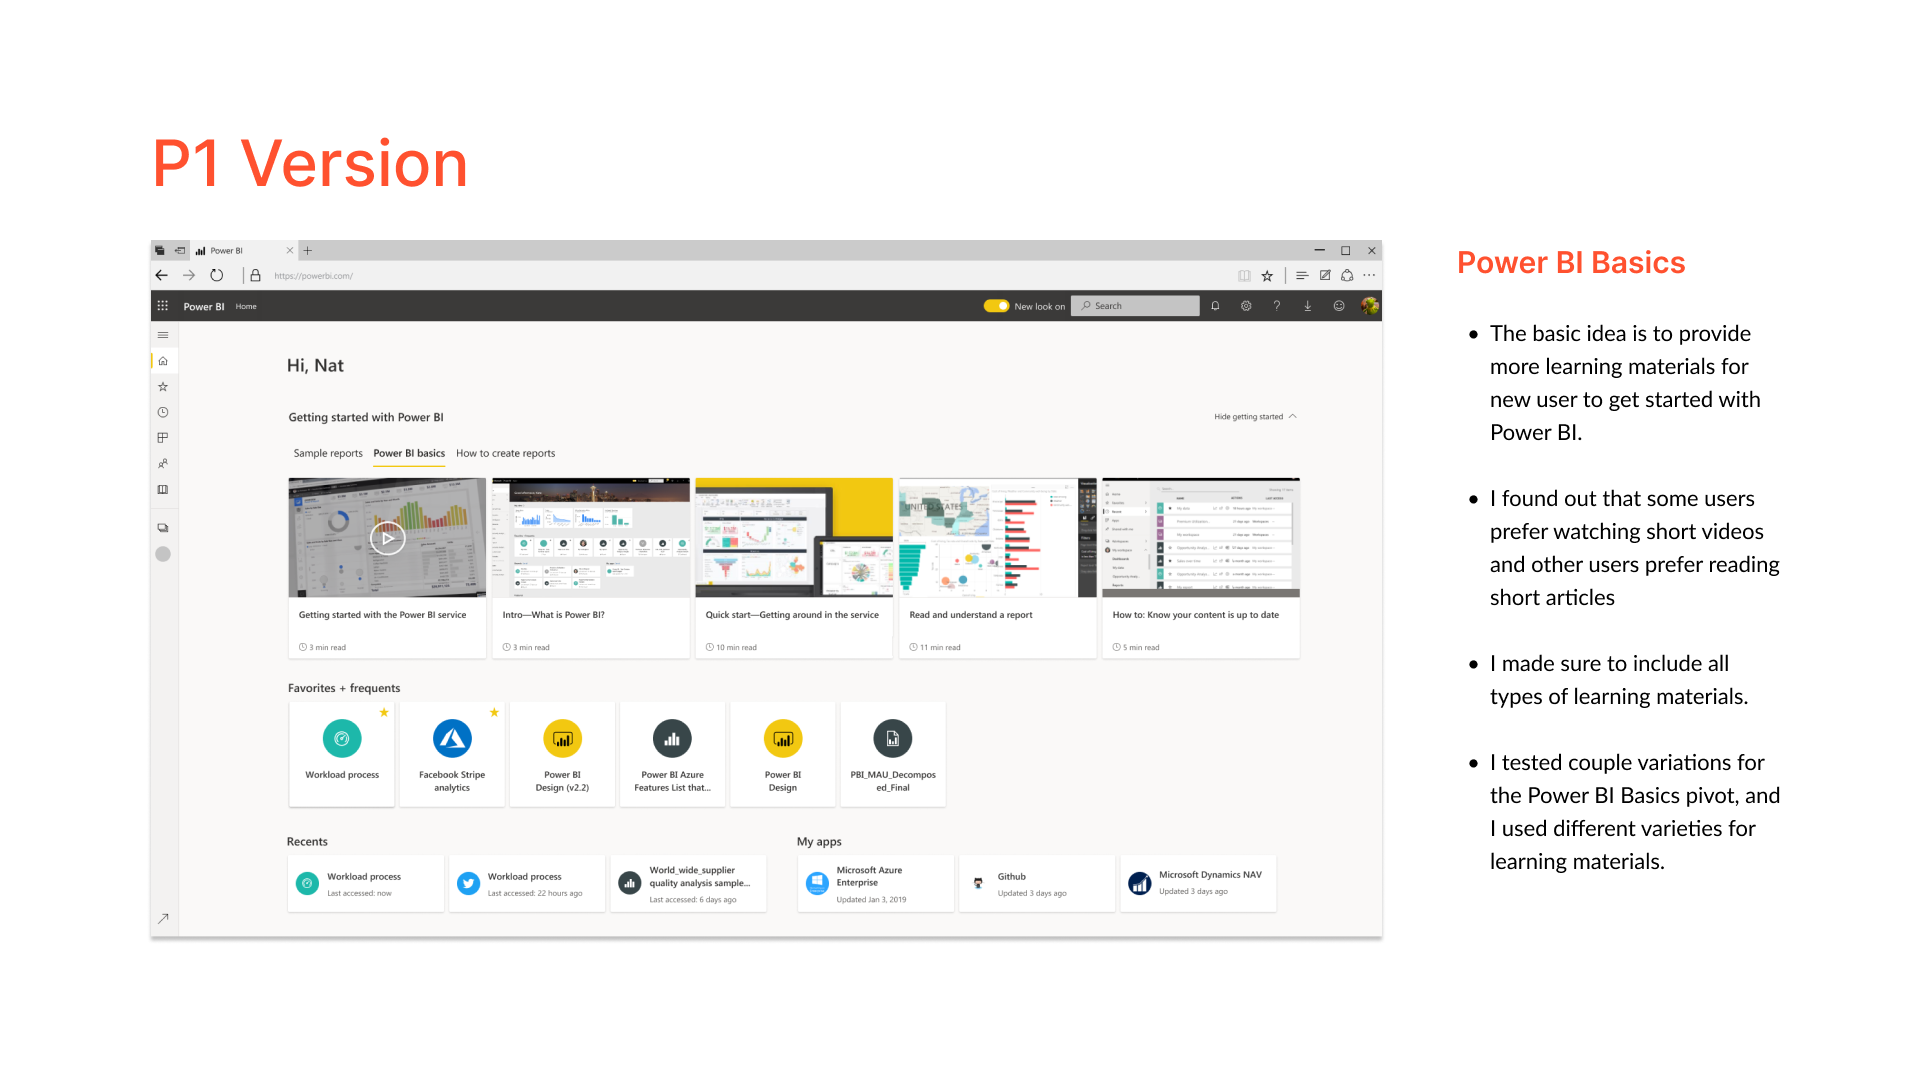 P1 Version
Power BI
https://powerbi.com/
Power BI Home
New look on
Search
Hi, Nat
Getting started with Power BI
Hide getting started
Sample reports Power BI basics How to create reports
UNITED STATES
Getting started with the Power BI service
3 min read
Intro—What is Power BI?
3 min read
Quick start—Getting around in the service
10 min read
Read and understand a report
11 min read
How to: Know your content is up to date
5 min read
Favorites + frequents
Workload process
Facebook Stripe
analytics
Power BI
Design (v2.2)
Power BI Azure
Features List that...
Power BI
Design
PBI_MAU_Decompos
ed_Final
Recents
Workload process
Last accessed: now
Workload process
Last accessed: 22 hours ago
World_wide_supplier
quality analysis sample...
Last accessed: 6 days ago
My apps
Microsoft Azure
Enterprise
Updated Jan 3, 2019
Github
Updated 3 days ago
Microsoft Dynamics NAV
Updated 3 days ago
Power BI Basics
• The basic idea is to provide
more learning materials for
new user to get started with
Power BI.
• I found out that some users
prefer watching short videos
and other users prefer reading
short articles
• I made sure to include all
types of learning materials.
• I tested couple variations for
the Power BI Basics pivot, and
I used different varieties for
learning materials.